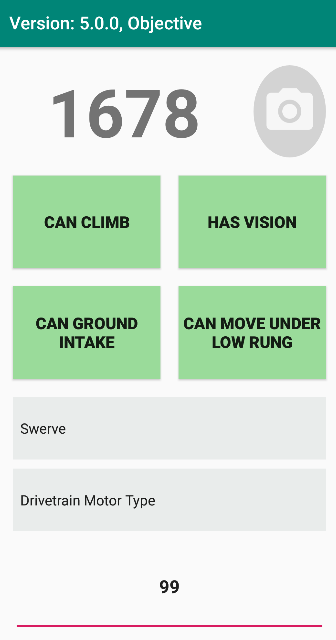 Version: 5.0.0, Objective
1678
CAN CLIMB
HAS VISION
CAN GROUND
INTAKE
CAN MOVE UNDER
LOW RUNG
Swerve
Drivetrain Motor Type
99